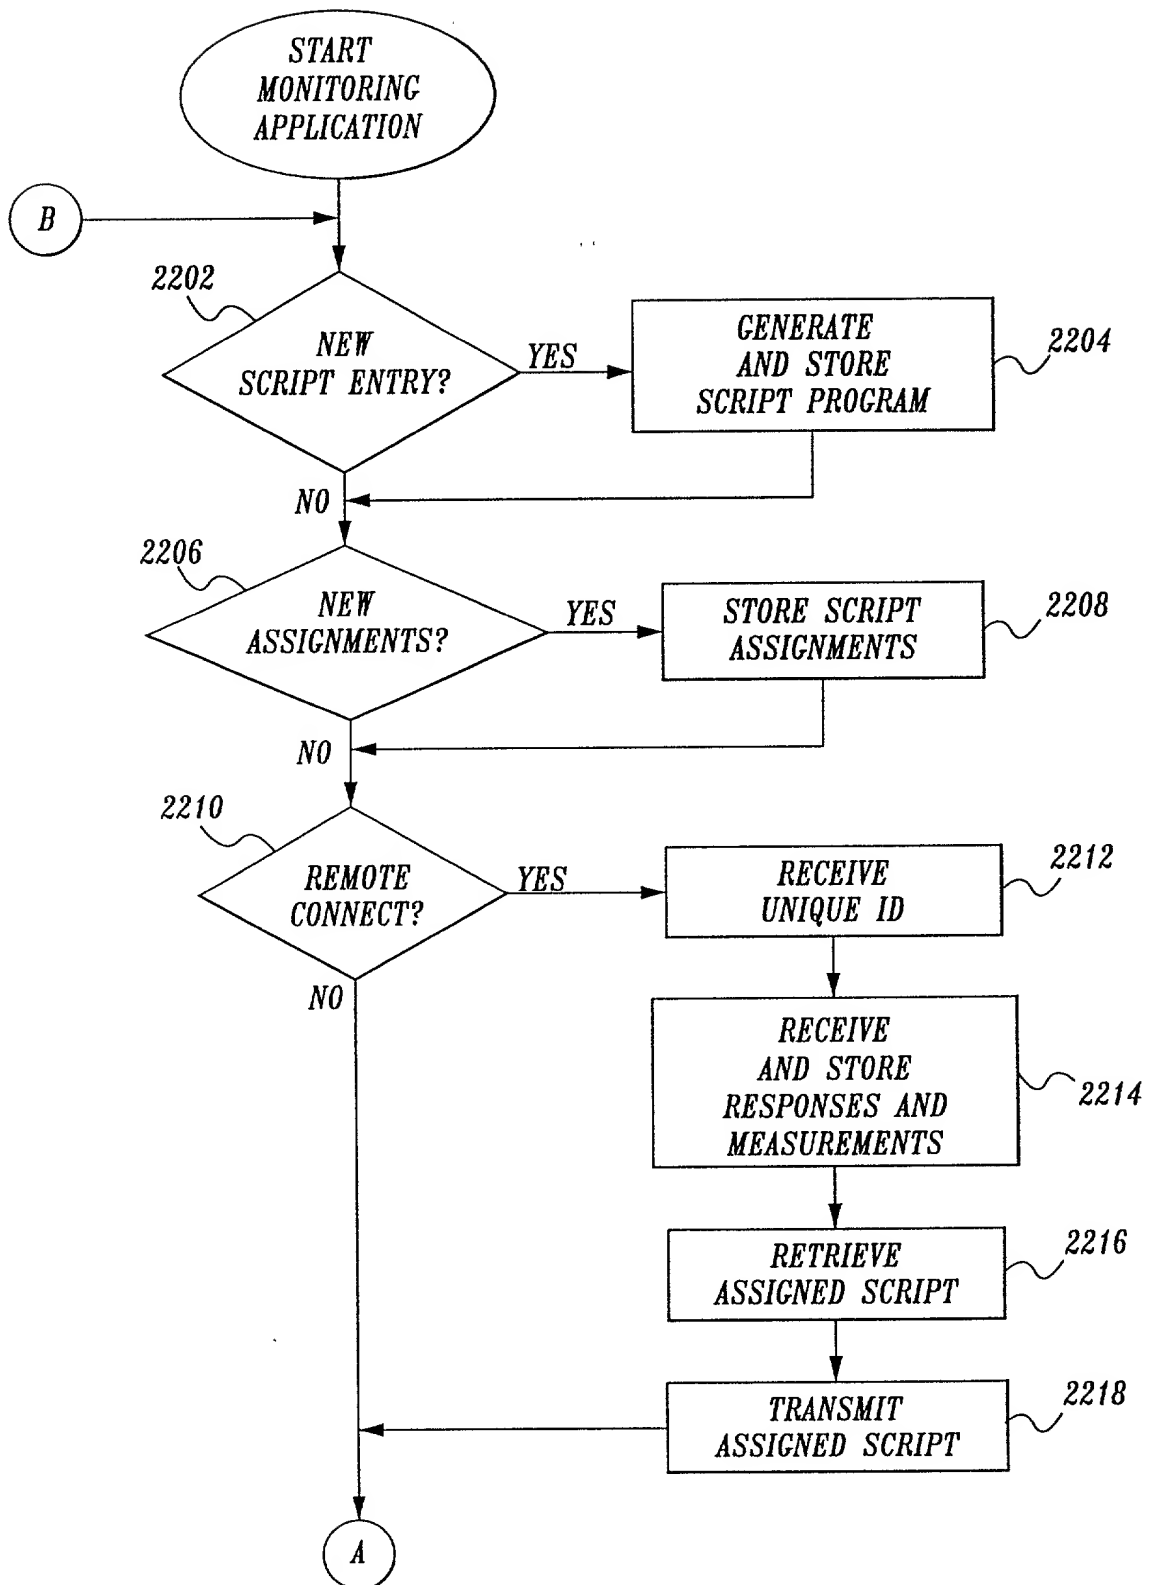 START
MONITORING
APPLICATION
B
2202
NEW
SCRIPT ENTRY?
YES
GENERATE
AND STORE
SCRIPT PROGRAM
2204
NO
2206
NEW
ASSIGNMENTS?
YES
STORE SCRIPT
ASSIGNMENTS
2208
NO
2210
REMOTE
CONNECT?
YES
RECEIVE
UNIQUE ID
2212
NO
RECEIVE
AND STORE
RESPONSES AND
MEASUREMENTS
2214
RETRIEVE
ASSIGNED SCRIPT
2216
TRANSMIT
ASSIGNED SCRIPT
2218
A